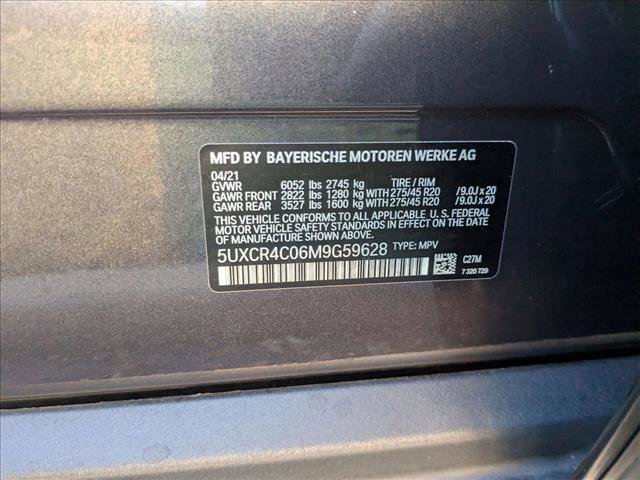 MFD BY BAYERISCHE MOTOREN WERKE AG
04/21
GVWR 6052 lbs 2745 kg TIRE / RIM
GAWR FRONT 2822 lbs 1280 kg WITH 275/45 R20 /9.0J x 20
GAWR REAR 3527 lbs 1600 kg WITH 275/45 R20 /9.0J x 20
THIS VEHICLE CONFORMS TO ALL APPLICABLE U.S. FEDERAL
MOTOR VEHICLE SAFETY STANDARDS IN EFFECT ON THE DATE
OF MANUFACTURE SHOWN ABOVE.
5UXCR4C06M9G59628 TYPE: MPV
C27M
7 320 729